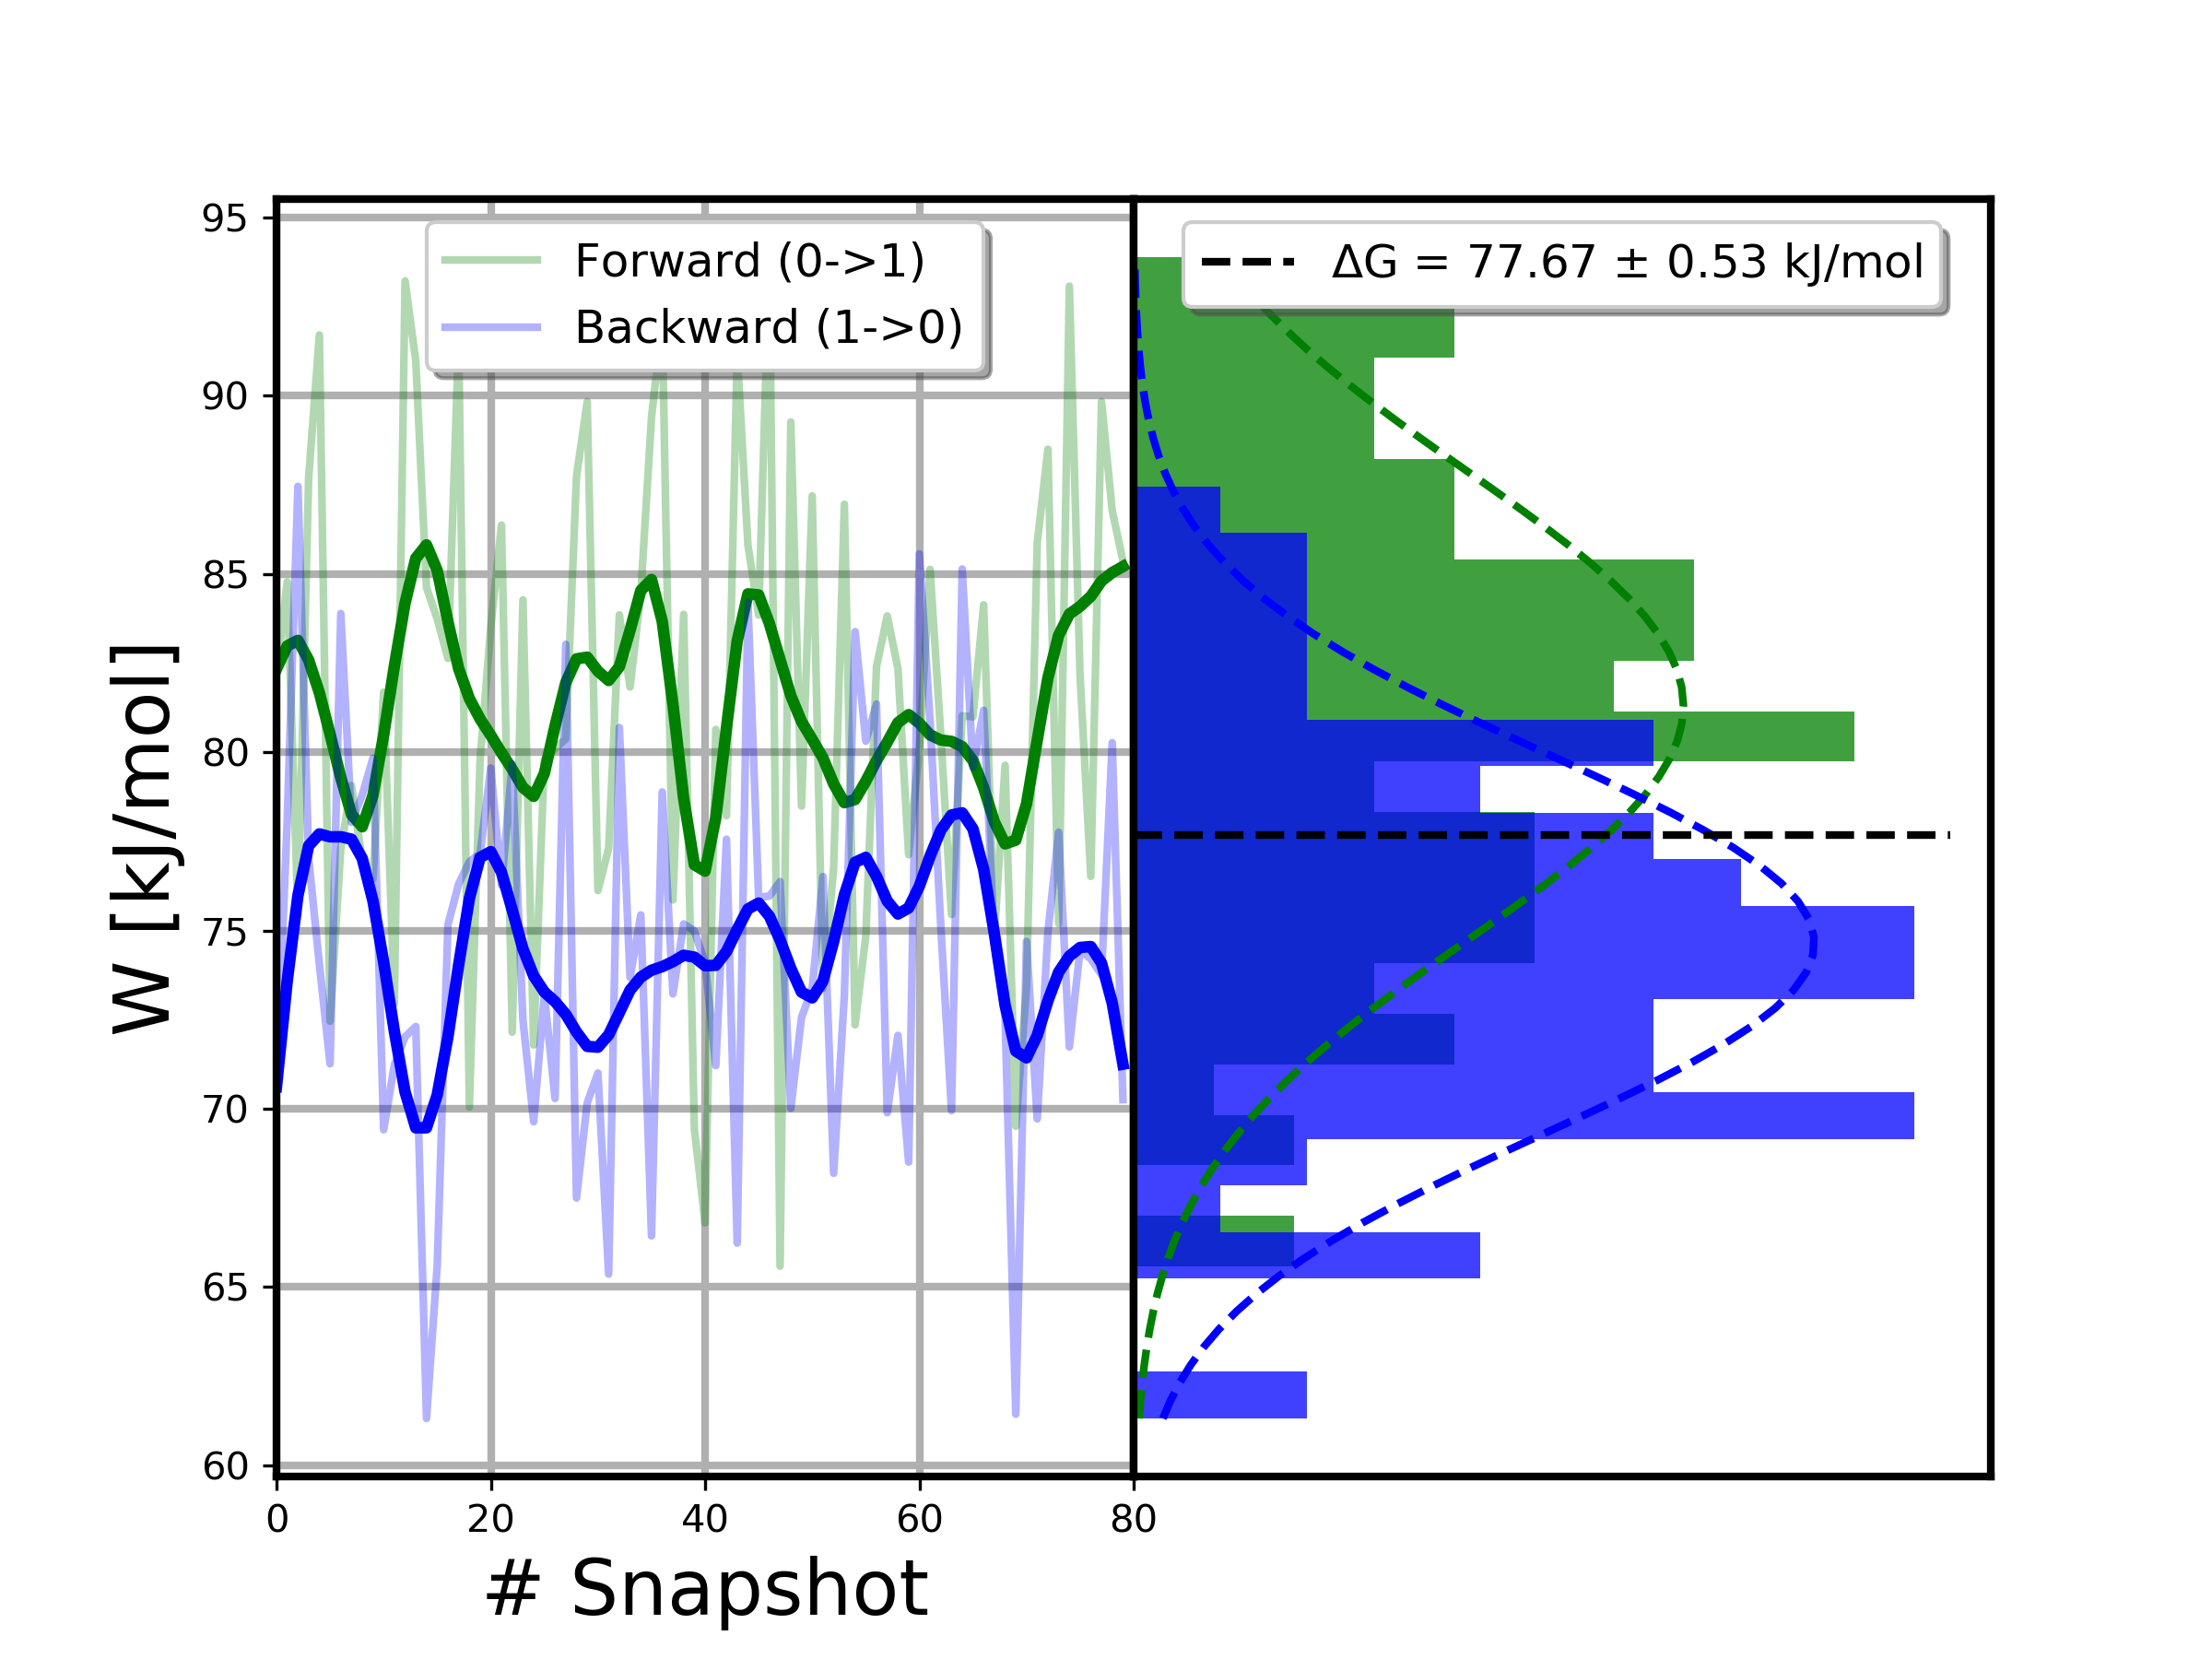 95
90
85
80
75
70
65
60
W [kJ/mol]
Forward (0->1)
Backward (1->0)
ΔG = 77.67 ± 0.53 kJ/mol
0 20 40 60 80
# Snapshot